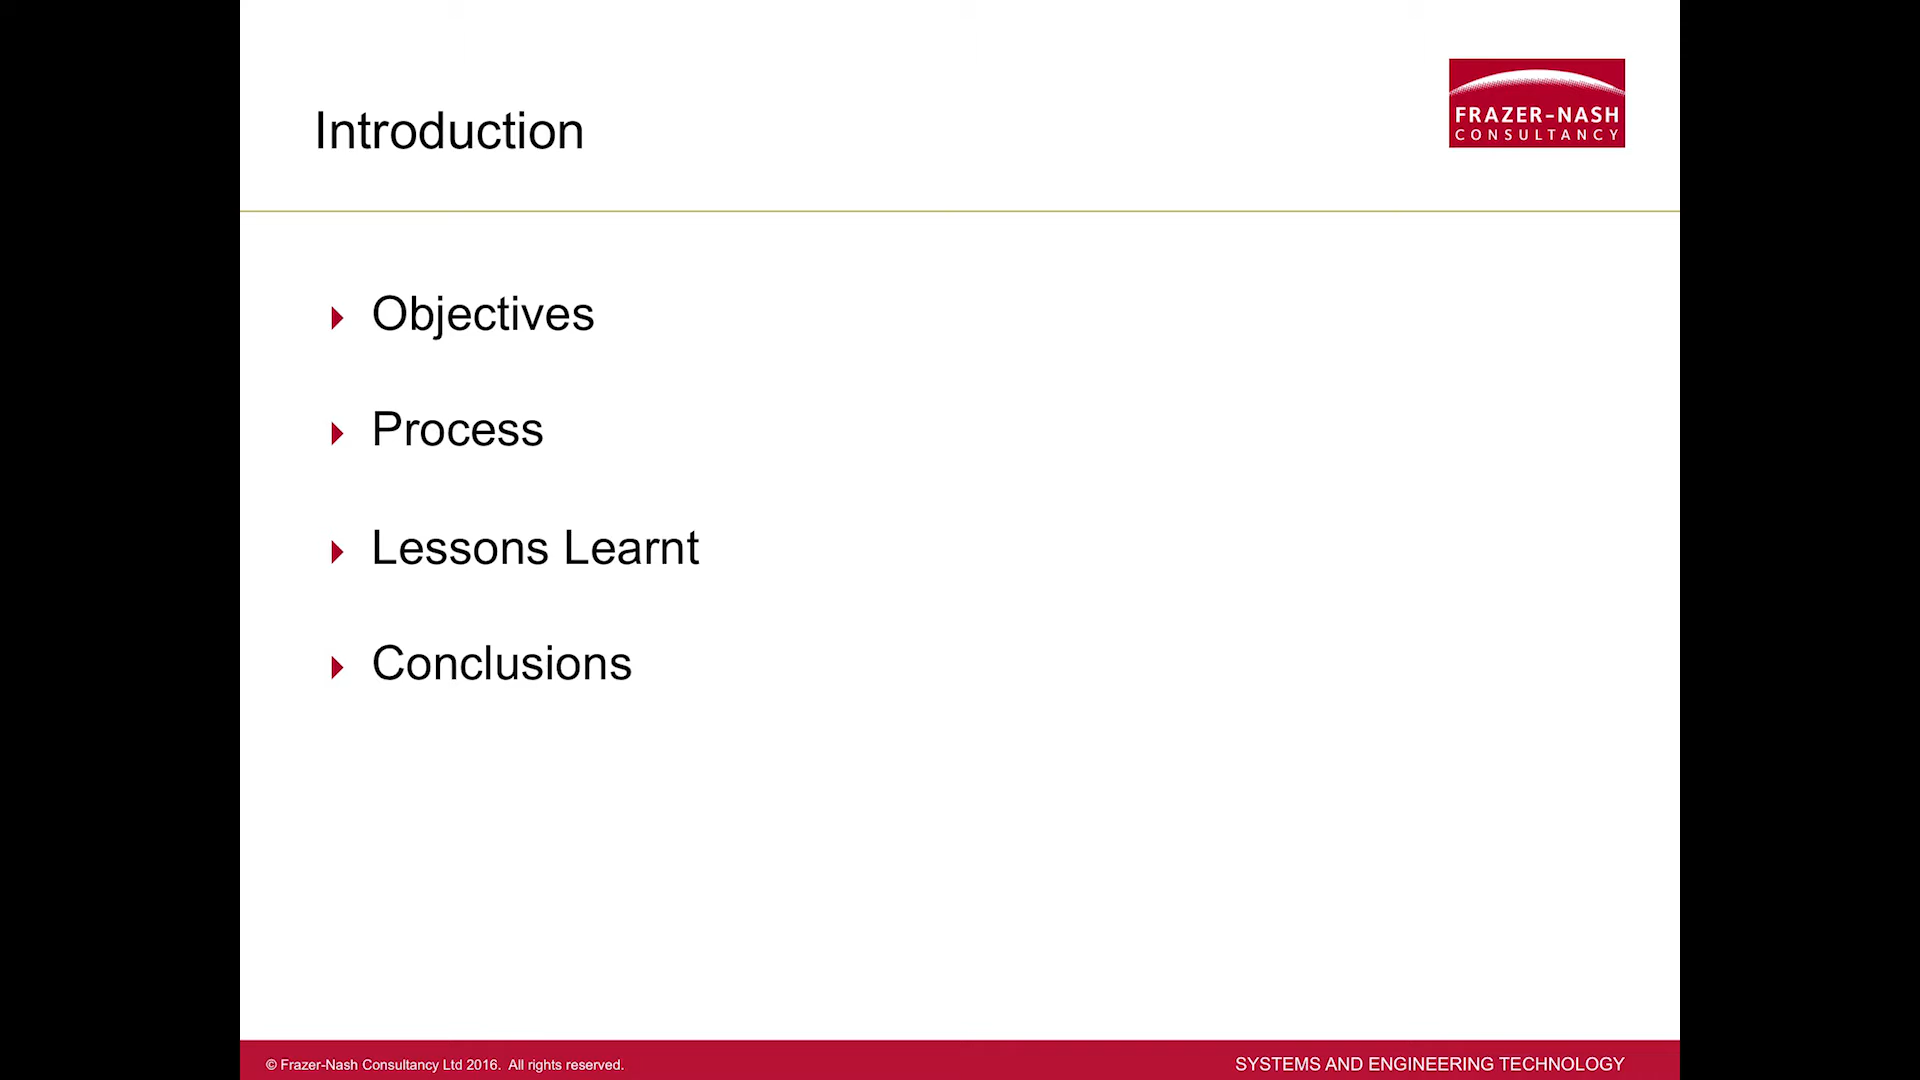 Introduction
FRAZER-NASH
CONSULTANCY
Objectives
Process
Lessons Learnt
Conclusions
© Frazer-Nash Consultancy Ltd 2016.  All rights reserved.
SYSTEMS AND ENGINEERING TECHNOLOGY